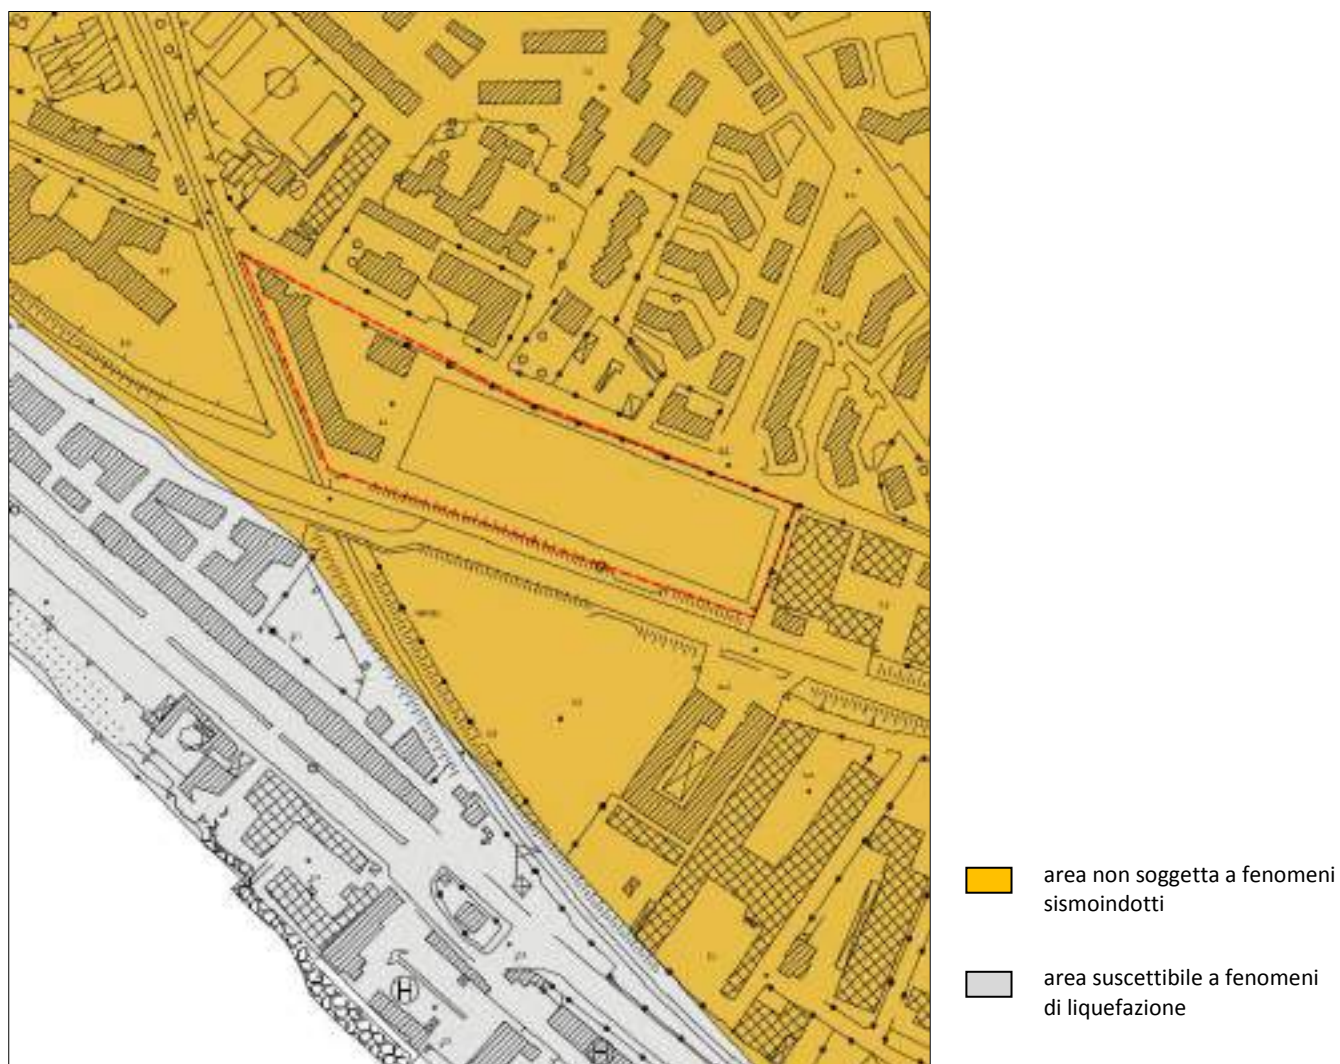 H
H
area non soggetta a fenomeni
sismoindotti
area suscettibile a fenomeni
di liquefazione